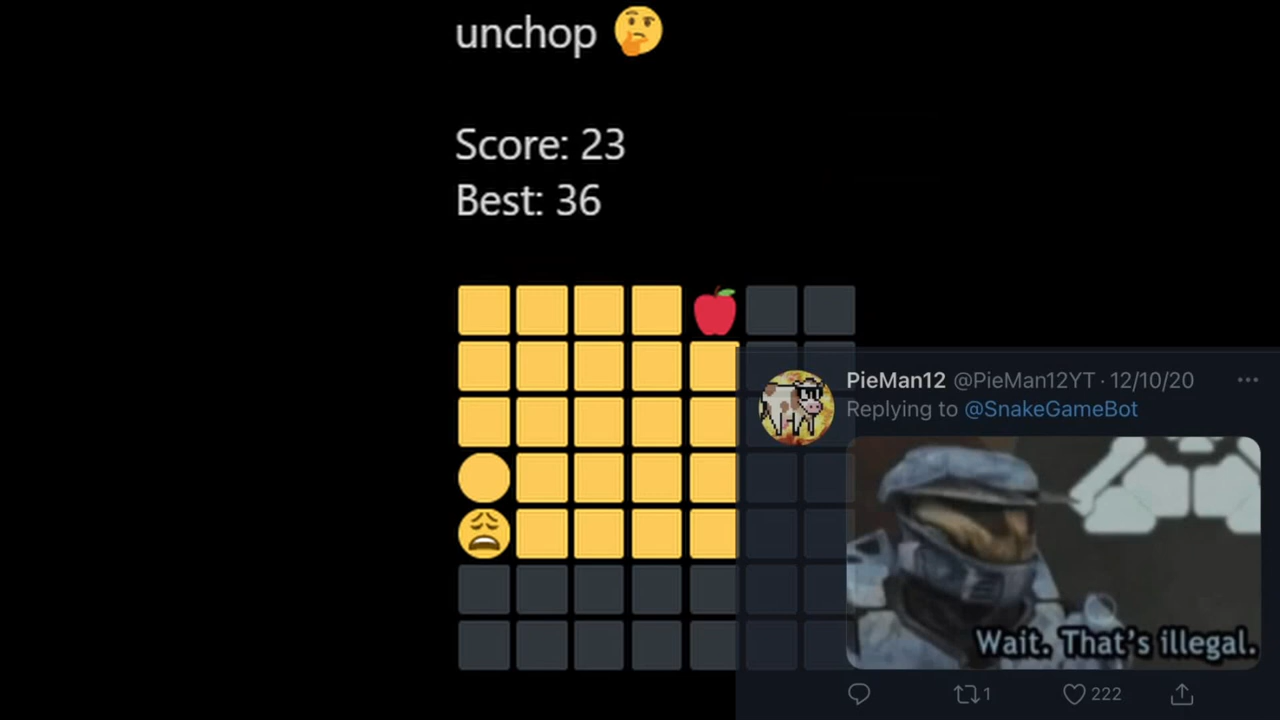 unchop 🤔
Score: 23
Best: 36
PieMan12 @PieMan12YT · 12/10/20
Replying to @SnakeGameBot
Wait. That's illegal.
1
222